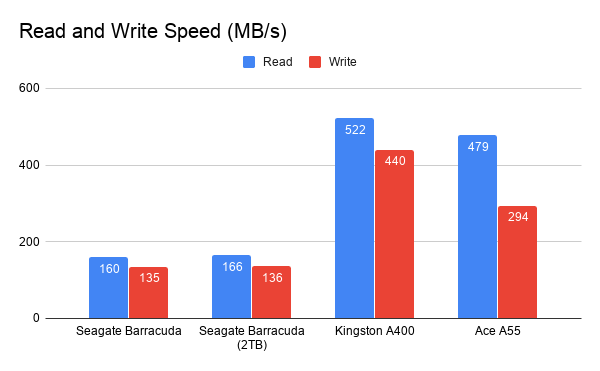 Read and Write Speed (MB/s)
Read Write
600
400
200
0
160
135
166
136
522
440
479
294
Seagate Barracuda
Seagate Barracuda
(2TB)
Kingston A400
Ace A55